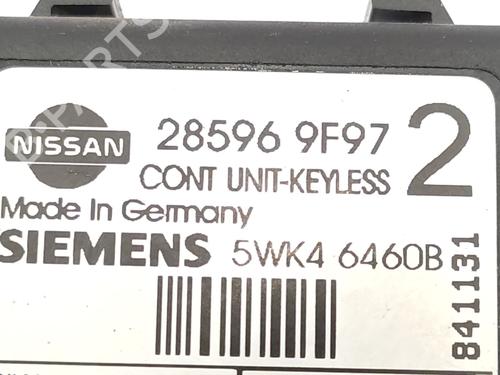 NISSAN
28596 9F97
2
CONT UNIT-KEYLESS
Made In Germany
SIEMENS 5WK4 6460B
841131